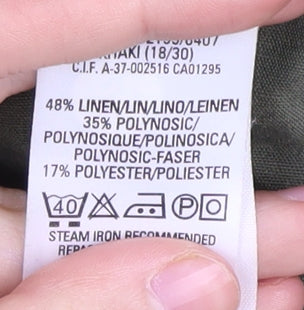 KHAKI (18/30)
C.I.F. A-37-002516 CA01295
48% LINEN/LIN/LINO/LEINEN
35% POLYNOSIC/
POLYNOSIQUE/POLINOSICA/
POLYNOSIC-FASER
17% POLYESTER/POLIESTER
40 P
STEAM IRON RECOMMENDED